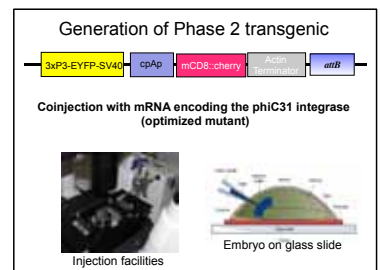 Generation of Phase 2 transgenic
3xP3-EYFP-SV40 cpAp mCD8::cherry Actin Terminator attB
Coinjection with mRNA encoding the phiC31 integrase
(optimized mutant)
Injection facilities
Embryo on glass slide